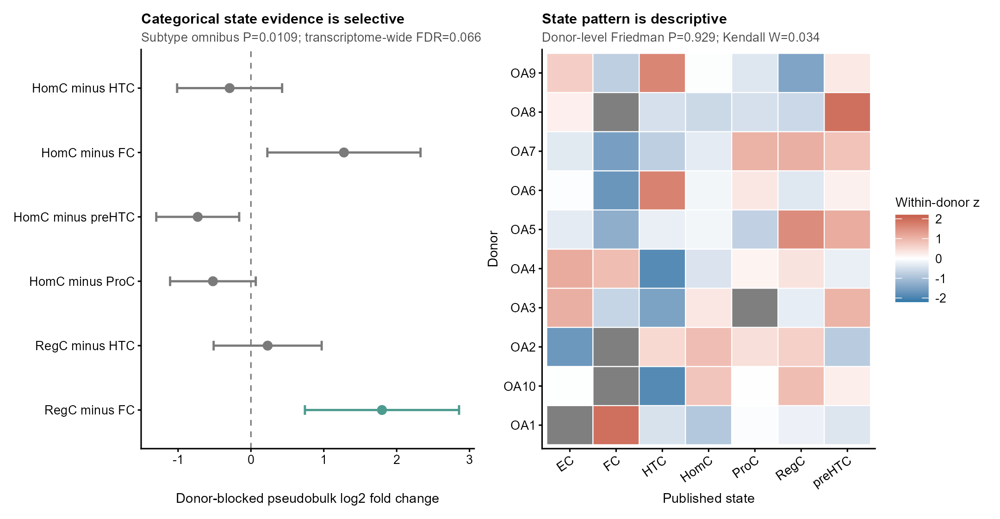 Categorical state evidence is selective
Subtype omnibus P=0.0109; transcriptome-wide FDR=0.066
HomC minus HTC
HomC minus FC
HomC minus preHTC
HomC minus ProC
RegC minus HTC
RegC minus FC
-1 0 1 2 3
Donor-blocked pseudobulk log2 fold change
State pattern is descriptive
Donor-level Friedman P=0.929; Kendall W=0.034
Donor
OA9
OA8
OA7
OA6
OA5
OA4
OA3
OA2
OA10
OA1
EC FC HTC HomC ProC RegC preHTC
Published state
Within-donor z
2
1
0
-1
-2